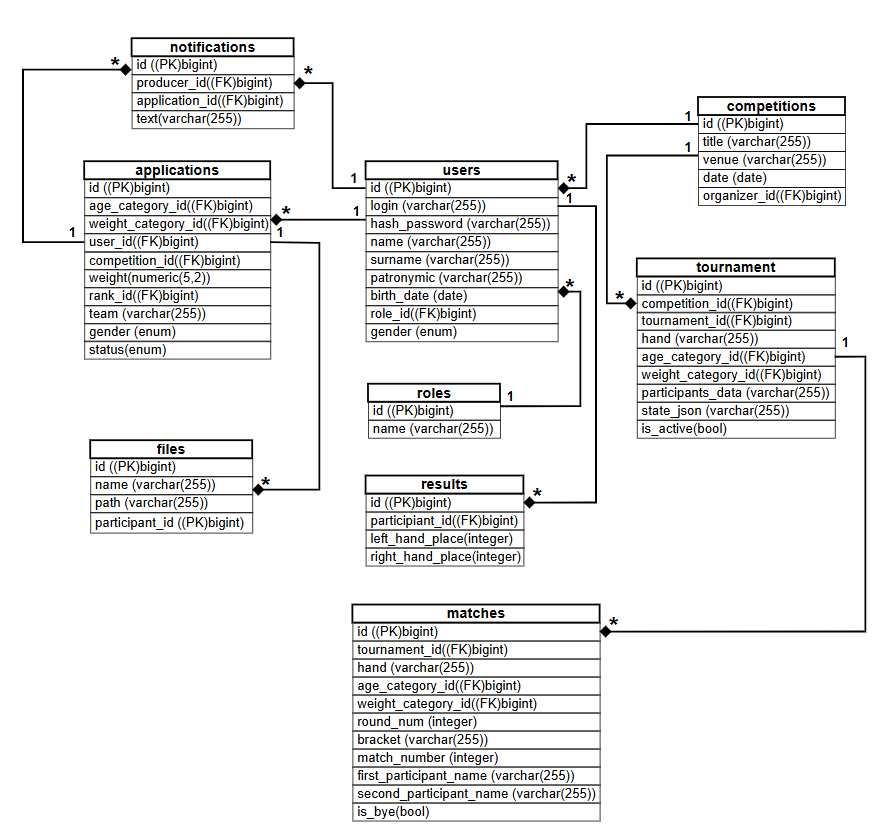 notifications
id ((PK)bigint)
producer_id((FK)bigint)
application_id((FK)bigint)
text(varchar(255))
*
*
1
1
applications
id ((PK)bigint)
age_category_id((FK)bigint)
weight_category_id((FK)bigint)
user_id((FK)bigint)
competition_id((FK)bigint)
weight(numeric(5,2))
rank_id((FK)bigint)
team (varchar(255))
gender (enum)
status(enum)
*
1
1
users
id ((PK)bigint)
login (varchar(255))
hash_password (varchar(255))
name (varchar(255))
surname (varchar(255))
patronymic (varchar(255))
birth_date (date)
role_id((FK)bigint)
gender (enum)
*
1
*
competitions
id ((PK)bigint)
title (varchar(255))
venue (varchar(255))
date (date)
organizer_id((FK)bigint)
1
1
tournament
id ((PK)bigint)
competition_id((FK)bigint)
tournament_id((FK)bigint)
hand (varchar(255))
age_category_id((FK)bigint)
weight_category_id((FK)bigint)
participants_data (varchar(255))
state_json (varchar(255))
is_active(bool)
*
1
roles
id ((PK)bigint)
name (varchar(255))
1
files
id ((PK)bigint)
name (varchar(255))
path (varchar(255))
participant_id ((PK)bigint)
*
results
id ((PK)bigint)
participiant_id((FK)bigint)
left_hand_place(integer)
right_hand_place(integer)
*
matches
id ((PK)bigint)
tournament_id((FK)bigint)
hand (varchar(255))
age_category_id((FK)bigint)
weight_category_id((FK)bigint)
round_num (integer)
bracket (varchar(255))
match_number (integer)
first_participant_name (varchar(255))
second_participant_name (varchar(255))
is_bye(bool)
*